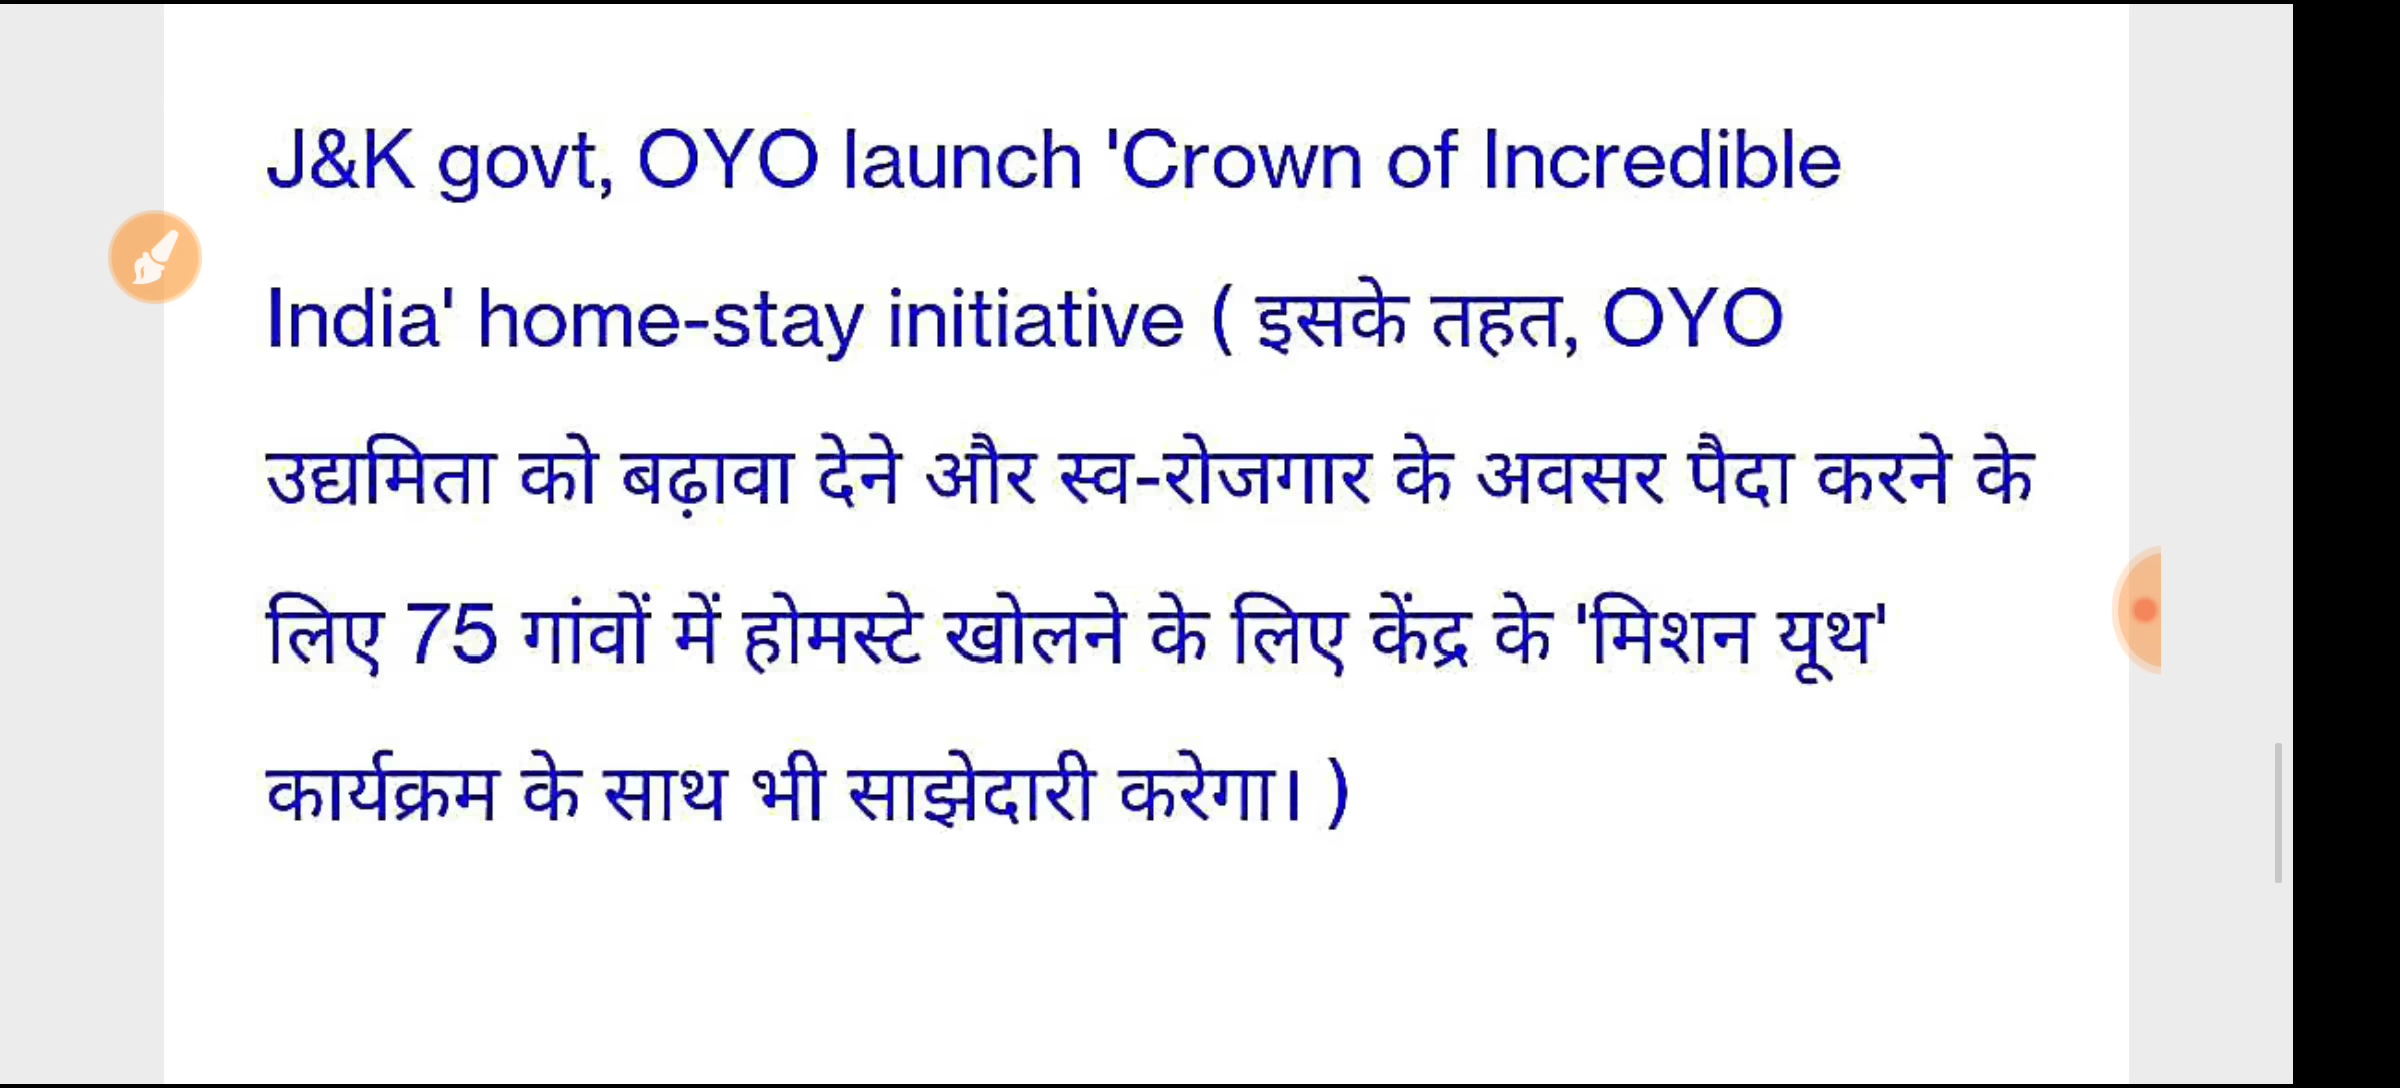 J&K govt, OYO launch 'Crown of Incredible
India' home-stay initiative ( इसके तहत, OYO
उद्यमिता को बढ़ावा देने और स्व-रोजगार के अवसर पैदा करने के
लिए 75 गांवों में होमस्टे खोलने के लिए केंद्र के 'मिशन यूथ'
कार्यक्रम के साथ भी साझेदारी करेगा। )